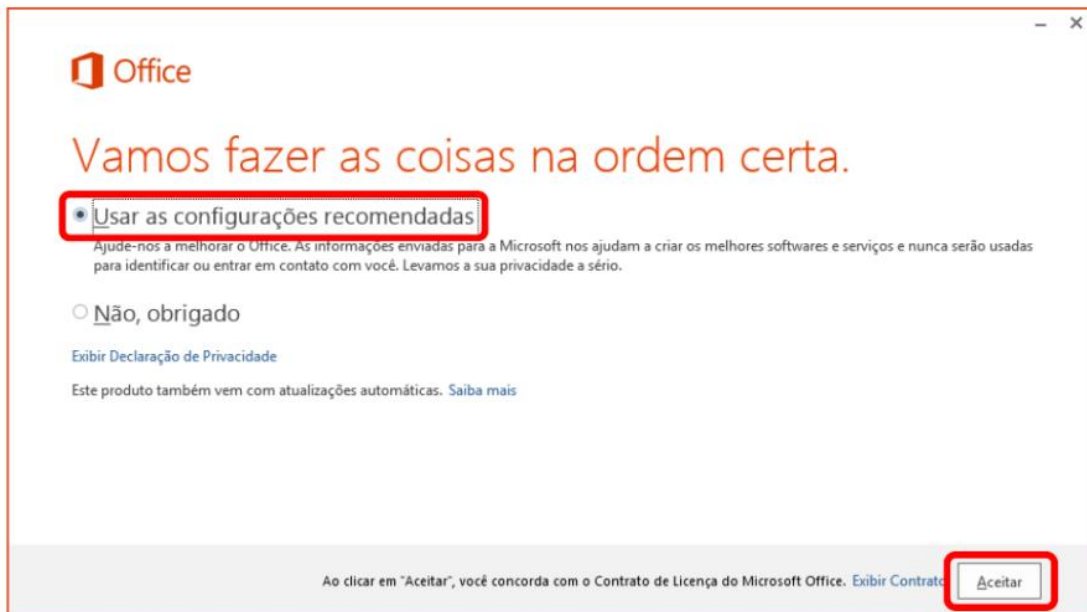 Office
Vamos fazer as coisas na ordem certa.
Usar as configurações recomendadas
Ajude-nos a melhorar o Office. As informações enviadas para a Microsoft nos ajudam a criar os melhores softwares e serviços e nunca serão usadas
para identificar ou entrar em contato com você. Levamos a sua privacidade a sério.
Não, obrigado
Exibir Declaração de Privacidade
Este produto também vem com atualizações automáticas. Saiba mais
Ao clicar em "Aceitar", você concorda com o Contrato de Licença do Microsoft Office. Exibir Contrato Aceitar